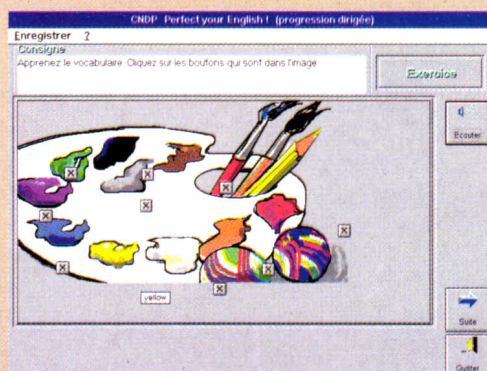 CNDP Perfect your English ! (progression dirigée)
Enregistrer ?
Consigne
Apprenez le vocabulaire. Cliquez sur les boutons qui sont dans l'image
Exercice
Ecouter
yellow
Suite
Quitter